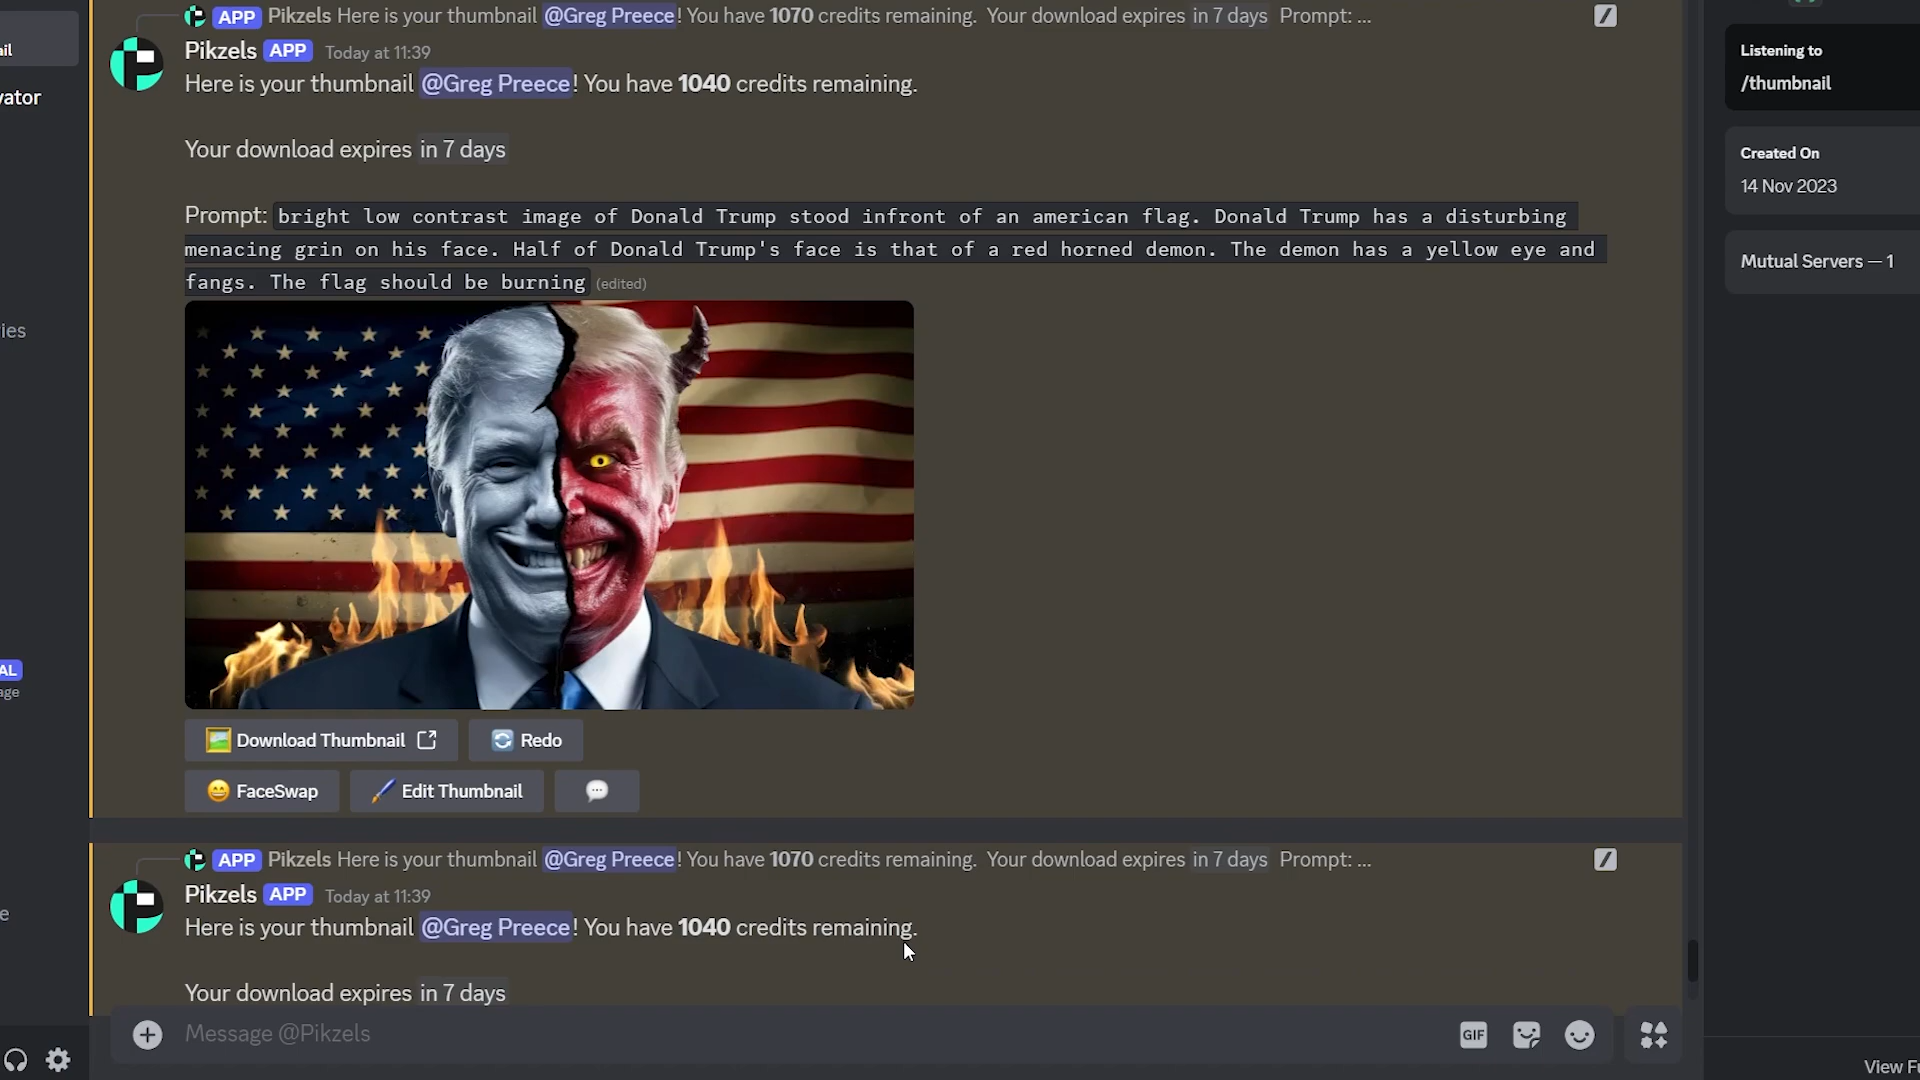 APP Pikzels Here is your thumbnail @Greg Preece! You have 1070 credits remaining. Your download expires in 7 days Prompt: ...
Pikzels APP Today at 11:39
Here is your thumbnail @Greg Preece! You have 1040 credits remaining.
Your download expires in 7 days
Prompt: bright low contrast image of Donald Trump stood infront of an american flag. Donald Trump has a disturbing
menacing grin on his face. Half of Donald Trump's face is that of a red horned demon. The demon has a yellow eye and
fangs. The flag should be burning (edited)
Download Thumbnail
Redo
FaceSwap
Edit Thumbnail
APP Pikzels Here is your thumbnail @Greg Preece! You have 1070 credits remaining. Your download expires in 7 days Prompt: ...
Pikzels APP Today at 11:39
Here is your thumbnail @Greg Preece! You have 1040 credits remaining.
Your download expires in 7 days
Message @Pikzels
GIF
ail
vator
ies
AL
age
e
Listening to
/thumbnail
Created On
14 Nov 2023
Mutual Servers — 1
View Fu